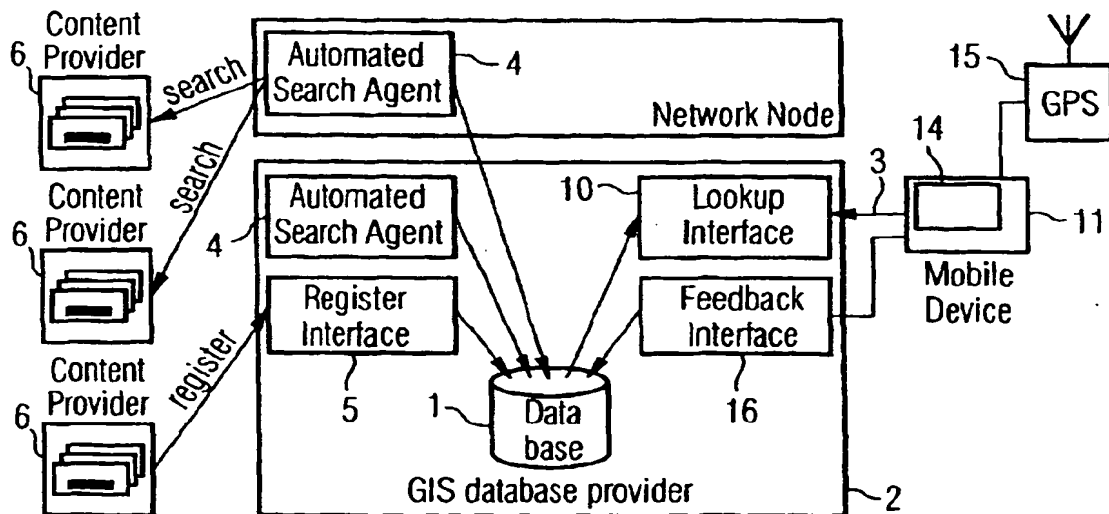 Content
Provider
6
search
Automated
Search Agent
4
Network Node
15
GPS
search
Content
Provider
6
4
Automated
Search Agent
10
Lookup
Interface
3
14
11
Mobile
Device
Register
Interface
5
Feedback
Interface
16
register
Content
Provider
6
1
Data
base
GIS database provider
2